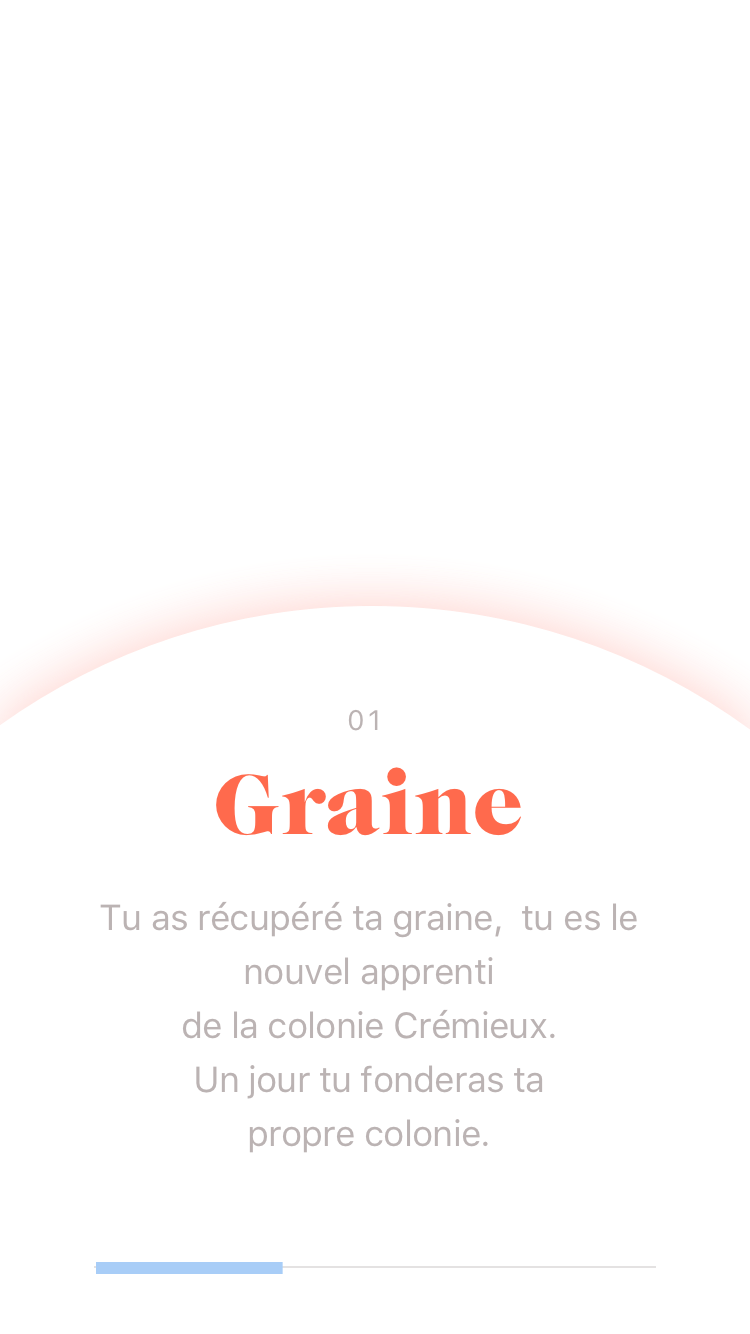 01
Graine
Tu as récupéré ta graine,  tu es le
nouvel apprenti
de la colonie Crémieux.
Un jour tu fonderas ta
propre colonie.